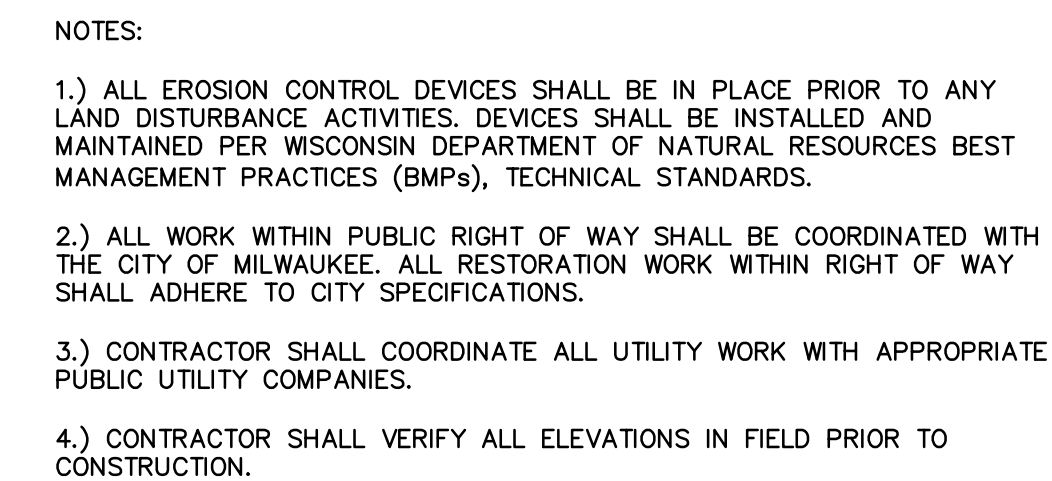 NOTES:
1.) ALL EROSION CONTROL DEVICES SHALL BE IN PLACE PRIOR TO ANY
LAND DISTURBANCE ACTIVITIES. DEVICES SHALL BE INSTALLED AND
MAINTAINED PER WISCONSIN DEPARTMENT OF NATURAL RESOURCES BEST
MANAGEMENT PRACTICES (BMPs), TECHNICAL STANDARDS.
2.) ALL WORK WITHIN PUBLIC RIGHT OF WAY SHALL BE COORDINATED WITH
THE CITY OF MILWAUKEE. ALL RESTORATION WORK WITHIN RIGHT OF WAY
SHALL ADHERE TO CITY SPECIFICATIONS.
3.) CONTRACTOR SHALL COORDINATE ALL UTILITY WORK WITH APPROPRIATE
PUBLIC UTILITY COMPANIES.
4.) CONTRACTOR SHALL VERIFY ALL ELEVATIONS IN FIELD PRIOR TO
CONSTRUCTION.